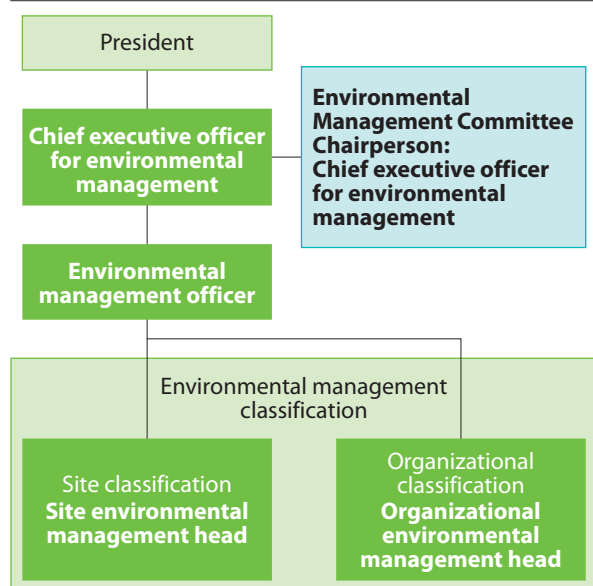 President
Chief executive officer
for environmental
management
Environmental
Management Committee
Chairperson:
Chief executive officer
for environmental
management
Environmental
management officer
Environmental management
classification
Site classification
Site environmental
management head
Organizational
classification
Organizational
environmental
management head